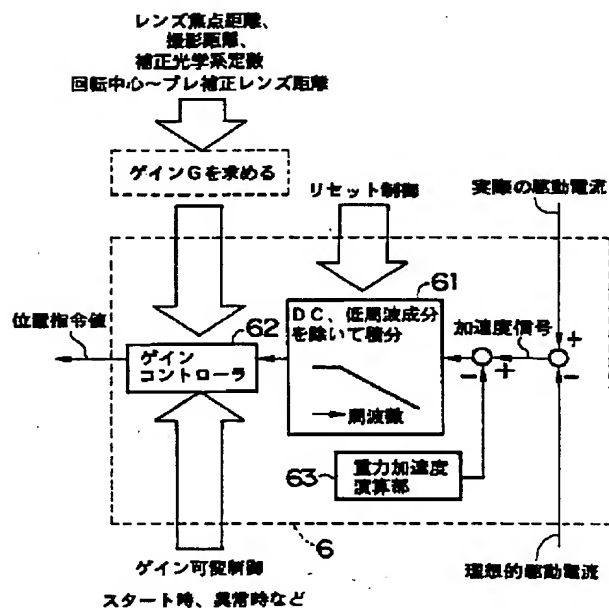 レンズ焦点距離、
撮影距離、
補正光学系定数
回転中心〜ブレ補正レンズ距離
ゲインGを求める
リセット制御
実際の駆動電流
61
DC、低周波成分
を除いて積分
→周波数
位置指令値
62
ゲイン
コントローラ
加速度信号
+
−
−
+
63
重力加速度
演算部
6
ゲイン可変制御
スタート時、異常時など
理想的駆動電流